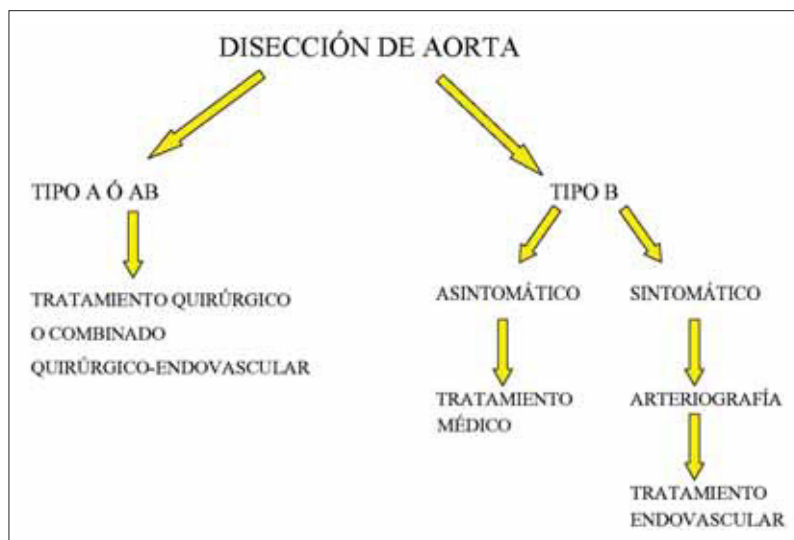 DISECCIÓN DE AORTA
TIPO A Ó AB
TIPO B
TRATAMIENTO QUIRÚRGICO
O COMBINADO
QUIRÚRGICO-ENDOVASCULAR
ASINTOMÁTICO
SINTOMÁTICO
TRATAMIENTO
MÉDICO
ARTERIOGRAFÍA
TRATAMIENTO
ENDOVASCULAR